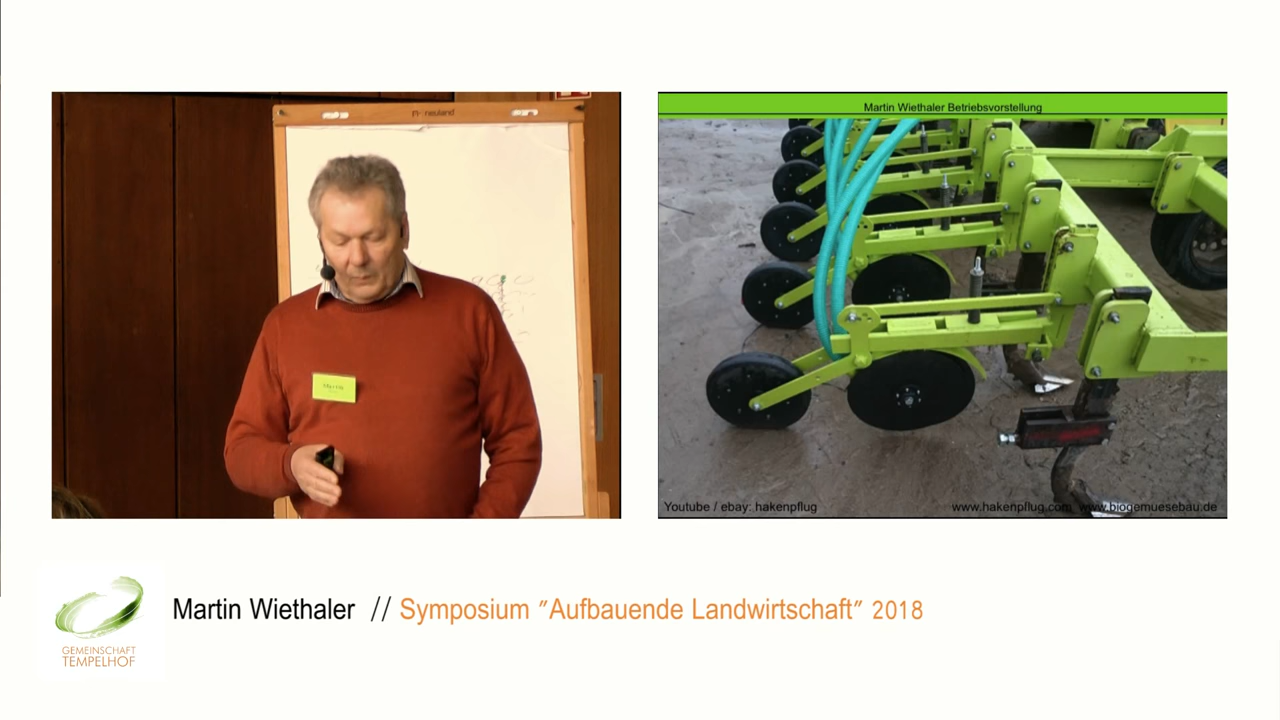 neuland
Martin Wiethaler Betriebsvorstellung
Youtube / ebay: hakenpflug
www.hakenpflug.com www.biogemuesebau.de
Martin Wiethaler // Symposium "Aufbauende Landwirtschaft" 2018
GEMEINSCHAFT
TEMPELHOF